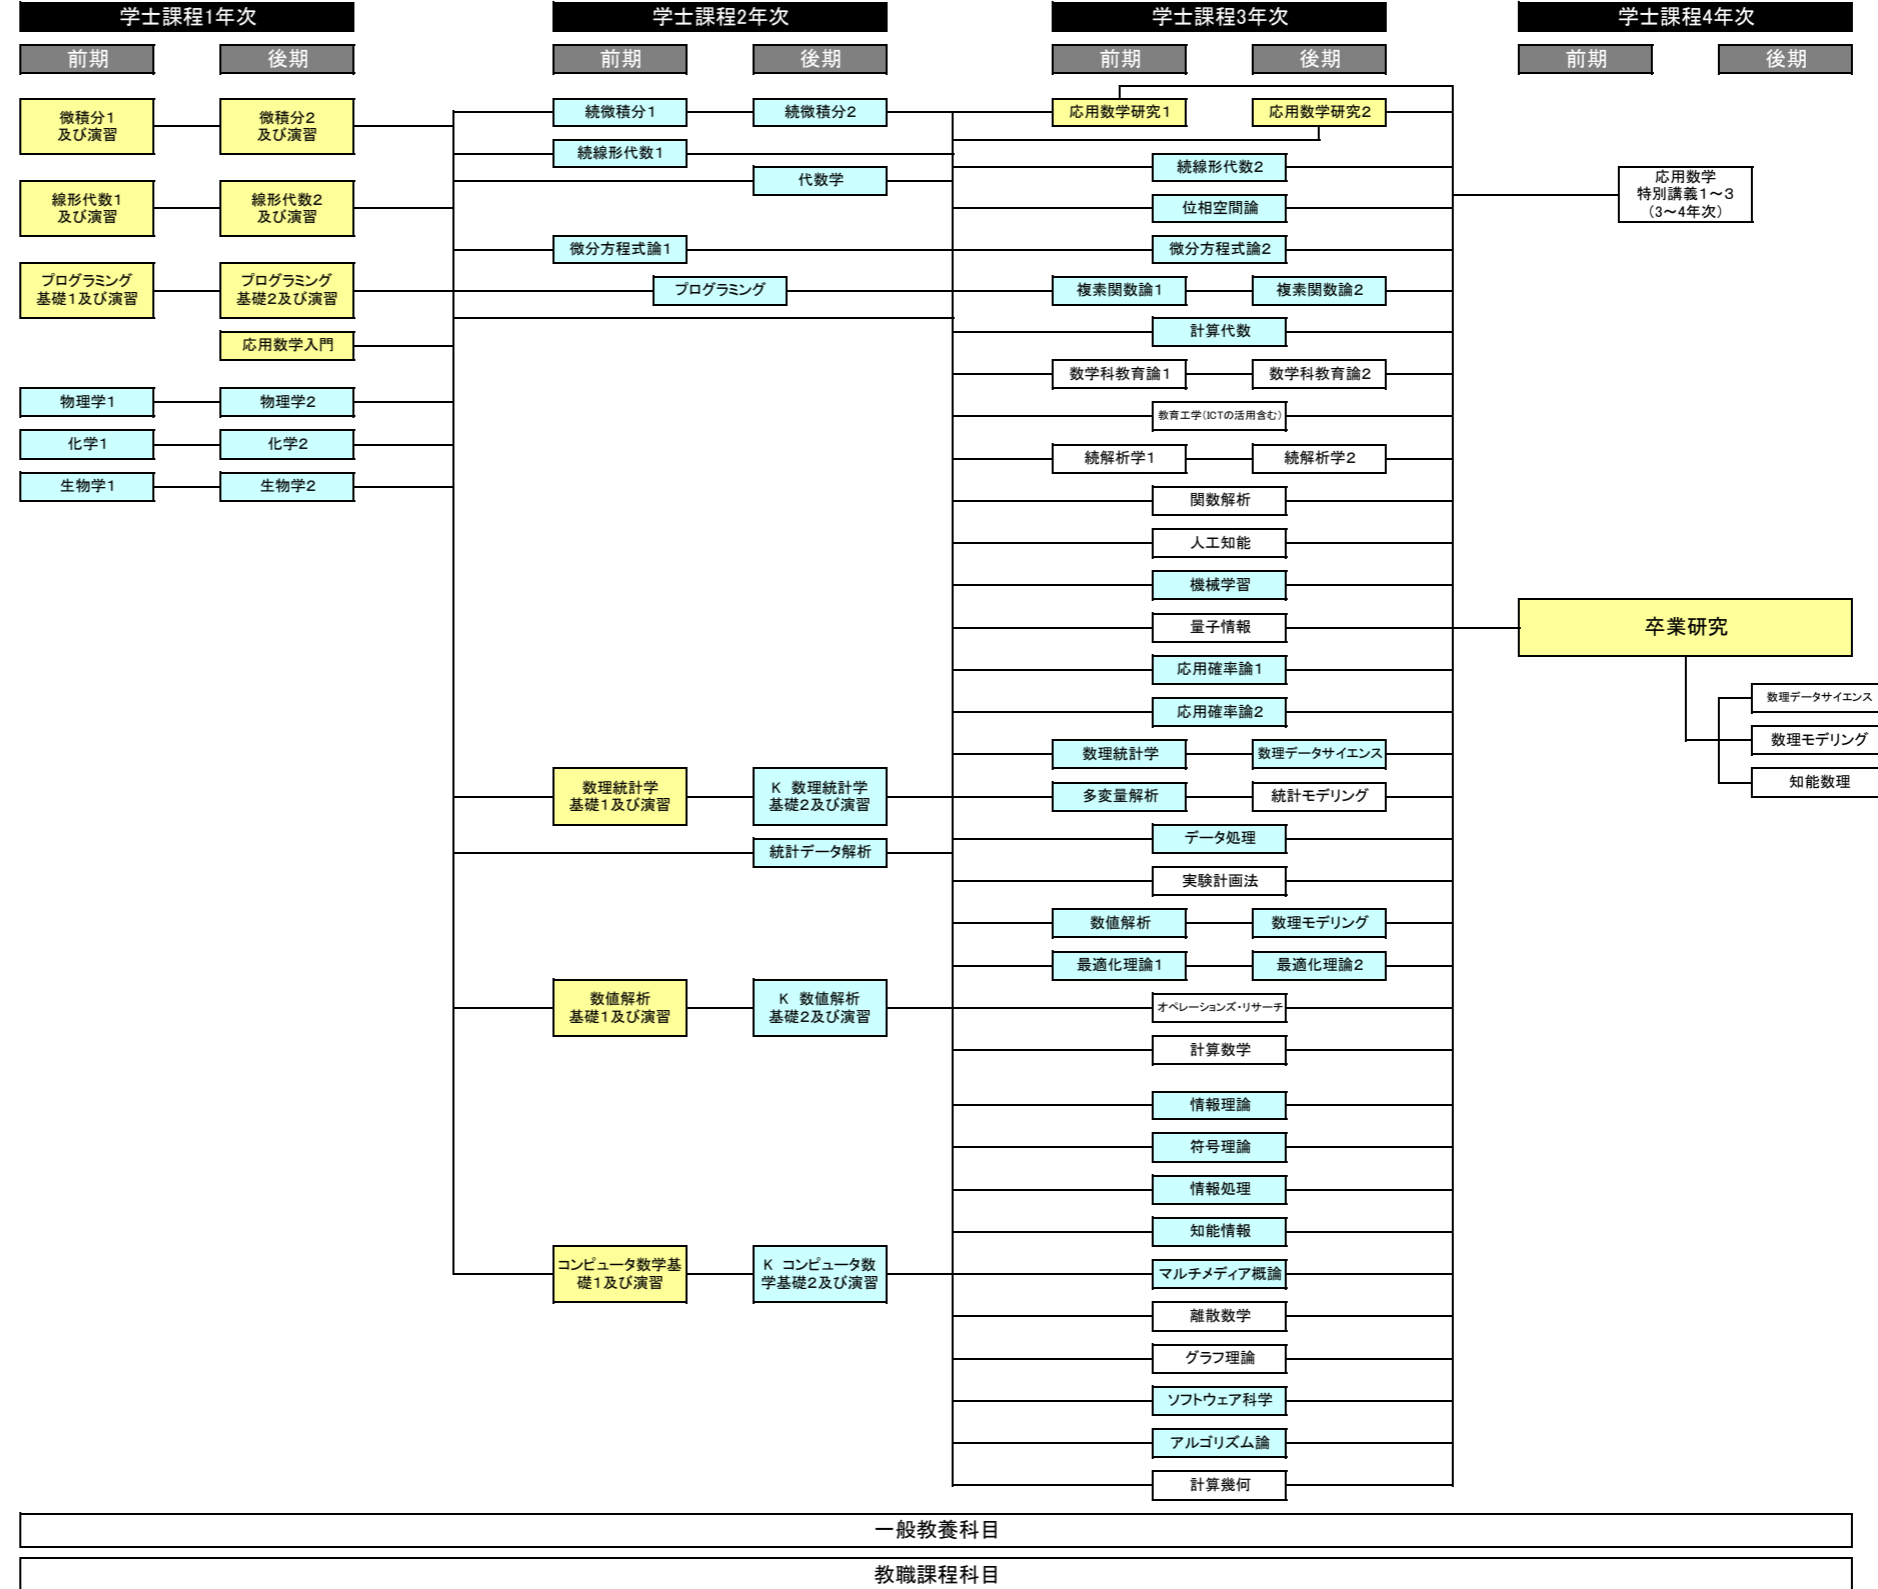 学士課程1年次
学士課程2年次
学士課程3年次
学士課程4年次
前期
後期
前期
後期
前期
後期
前期
後期
微積分1
及び演習
微積分2
及び演習
続微積分1
続微積分2
応用数学研究1
応用数学研究2
続線形代数1
続線形代数2
代数学
線形代数1
及び演習
線形代数2
及び演習
位相空間論
応用数学
特別講義1～3
(3～4年次)
微分方程式論1
微分方程式論2
プログラミング
基礎1及び演習
プログラミング
基礎2及び演習
プログラミング
複素関数論1
複素関数論2
応用数学入門
計算代数
数学科教育論1
数学科教育論2
物理学1
物理学2
教育工学(ICTの活用含む)
化学1
化学2
続解析学1
続解析学2
生物学1
生物学2
関数解析
人工知能
機械学習
量子情報
卒業研究
応用確率論1
応用確率論2
数理データサイエンス
数理モデリング
知能数理
数理統計学
数理データサイエンス
数理統計学
基礎1及び演習
K 数理統計学
基礎2及び演習
多変量解析
統計モデリング
統計データ解析
データ処理
実験計画法
数値解析
数理モデリング
最適化理論1
最適化理論2
数値解析
基礎1及び演習
K 数値解析
基礎2及び演習
オペレーションズ・リサーチ
計算数学
情報理論
符号理論
情報処理
知能情報
コンピュータ数学基
礎1及び演習
K コンピュータ数
学基礎2及び演習
マルチメディア概論
離散数学
グラフ理論
ソフトウェア科学
アルゴリズム論
計算幾何
一般教養科目
教職課程科目